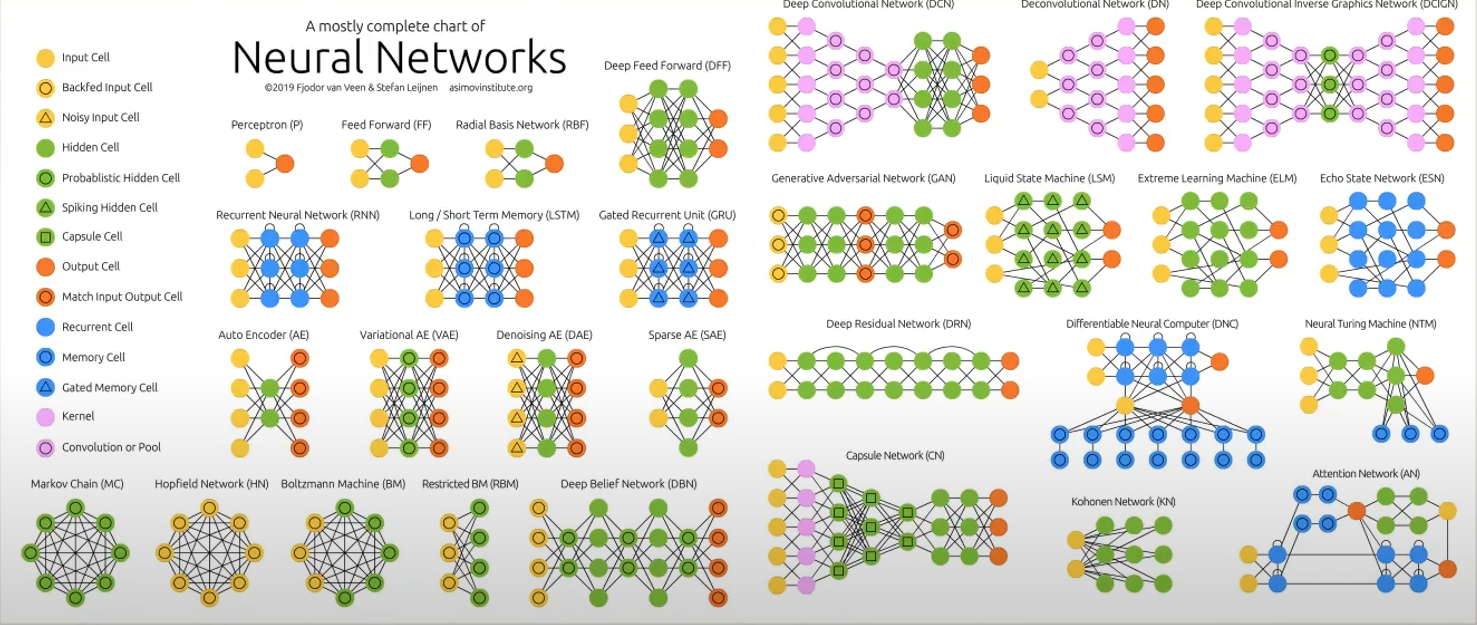 A mostly complete chart of
Neural Networks
©2019 Fjodor van Veen & Stefan Leijnen asimovinstitute.org
Input Cell
Backfed Input Cell
Noisy Input Cell
Hidden Cell
Probablistic Hidden Cell
Spiking Hidden Cell
Capsule Cell
Output Cell
Match Input Output Cell
Recurrent Cell
Memory Cell
Gated Memory Cell
Kernel
Convolution or Pool
Deep Feed Forward (DFF)
Perceptron (P)
Feed Forward (FF)
Radial Basis Network (RBF)
Recurrent Neural Network (RNN)
Long / Short Term Memory (LSTM)
Gated Recurrent Unit (GRU)
Auto Encoder (AE)
Variational AE (VAE)
Denoising AE (DAE)
Sparse AE (SAE)
Markov Chain (MC)
Hopfield Network (HN)
Boltzmann Machine (BM)
Restricted BM (RBM)
Deep Belief Network (DBN)
Deep Convolutional Network (DCN)
Deconvolutional Network (DN)
Deep Convolutional Inverse Graphics Network (DCIGN)
Generative Adversarial Network (GAN)
Liquid State Machine (LSM)
Extreme Learning Machine (ELM)
Echo State Network (ESN)
Deep Residual Network (DRN)
Differentiable Neural Computer (DNC)
Neural Turing Machine (NTM)
Capsule Network (CN)
Kohonen Network (KN)
Attention Network (AN)